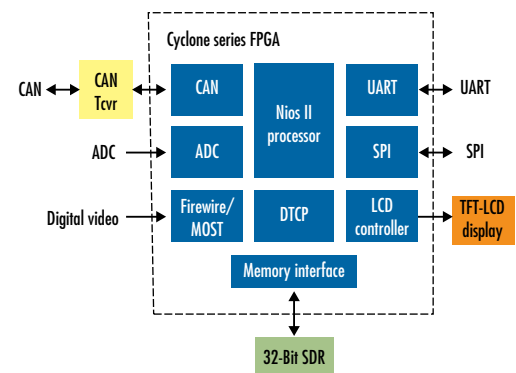 Cyclone series FPGA
CAN
CAN
Tcvr
CAN
Nios II
processor
UART
UART
ADC
ADC
SPI
SPI
Digital video
Firewire/
MOST
DTCP
LCD
controller
TFT-LCD
display
Memory interface
32-Bit SDR